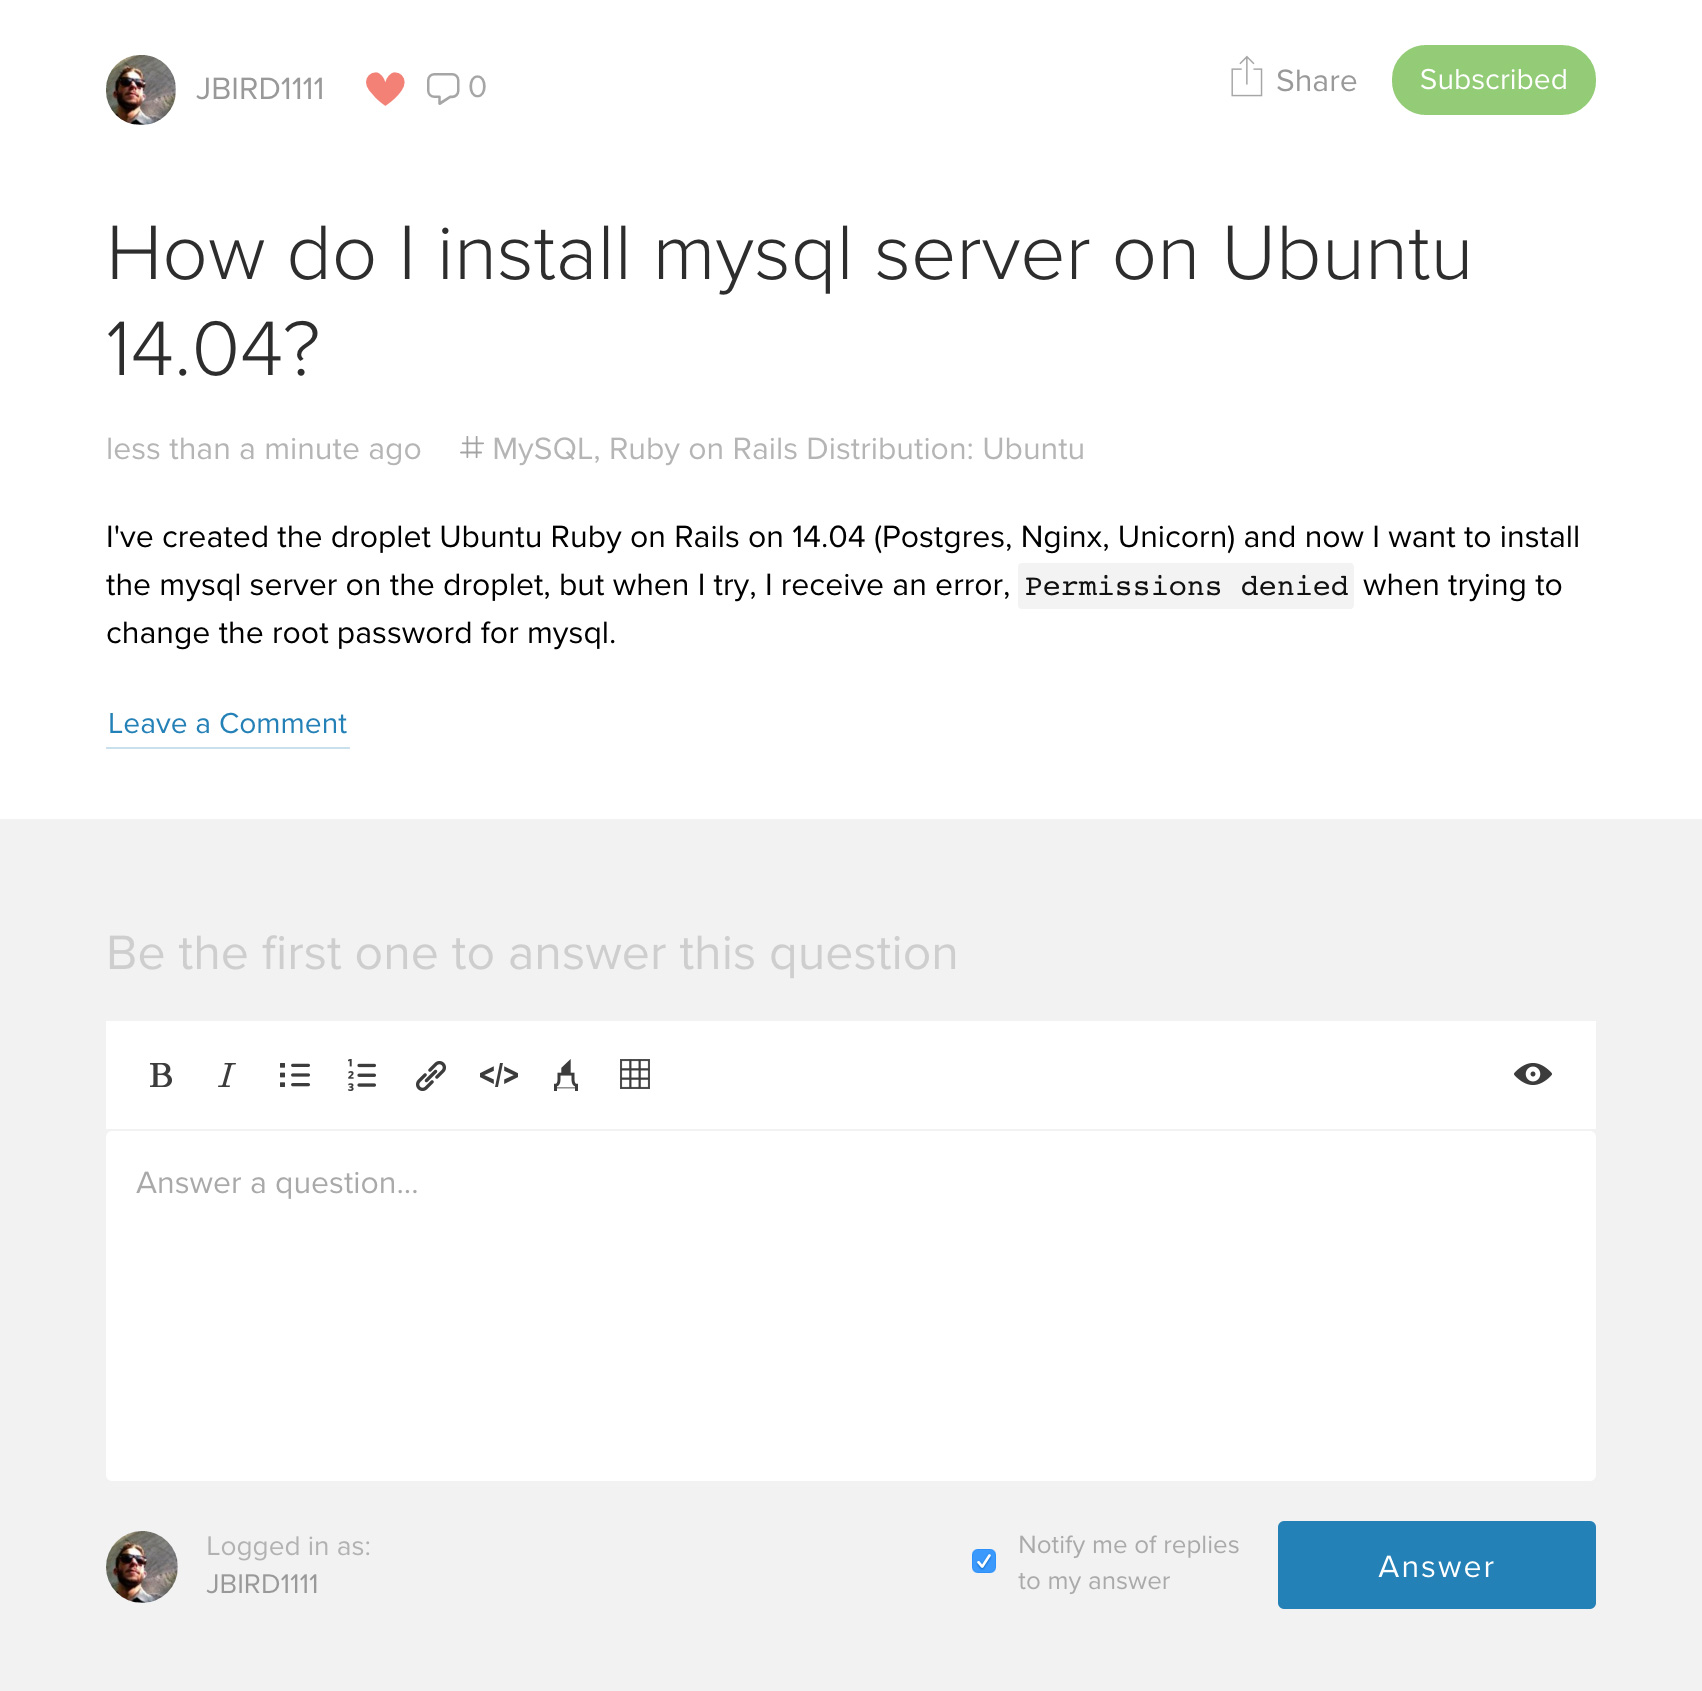 JBIRD1111 0 Share Subscribed
How do I install mysql server on Ubuntu
14.04?
less than a minute ago # MySQL, Ruby on Rails Distribution: Ubuntu
I've created the droplet Ubuntu Ruby on Rails on 14.04 (Postgres, Nginx, Unicorn) and now I want to install
the mysql server on the droplet, but when I try, I receive an error, Permissions denied when trying to
change the root password for mysql.
Leave a Comment
Be the first one to answer this question
B I 1 2 3 </>
Answer a question...
Logged in as:
JBIRD1111
Notify me of replies
to my answer
Answer